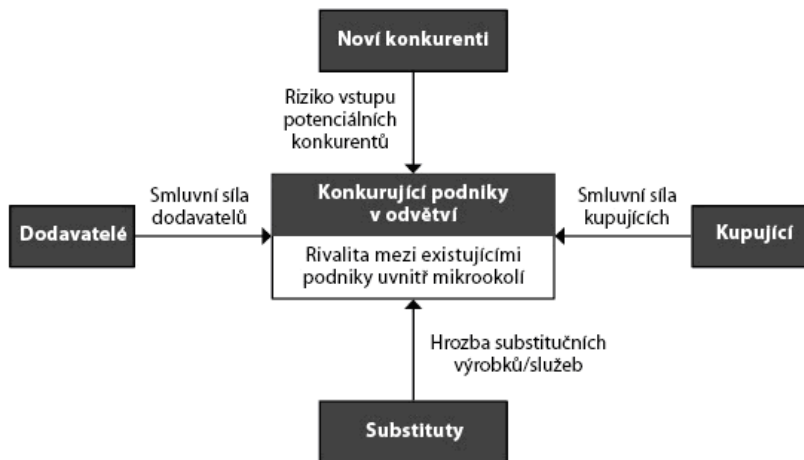 Noví konkurenti
Riziko vstupu
potenciálních
konkurentů
Smluvní síla
dodavatelů
Konkurující podniky
v odvětví
Smluvní síla
kupujících
Dodavatelé
Kupující
Rivalita mezi existujícími
podniky uvnitř mikrookolí
Hrozba substitučních
výrobků/služeb
Substituty